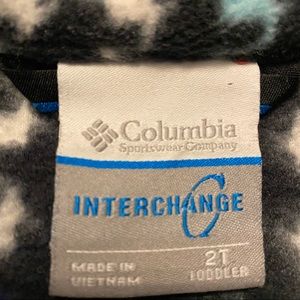 Columbia
Sportswear Company
INTERCHANGE
C
MADE IN
VIETNAM
2T
TODDLER